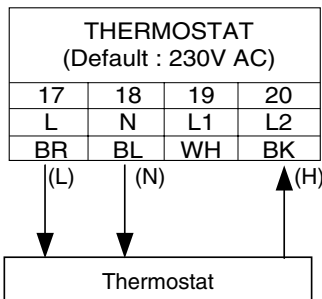 THERMOSTAT
(Default : 230V AC)
17 18 19 20
L N L1 L2
BR BL WH BK
(L) (N) (H)
Thermostat